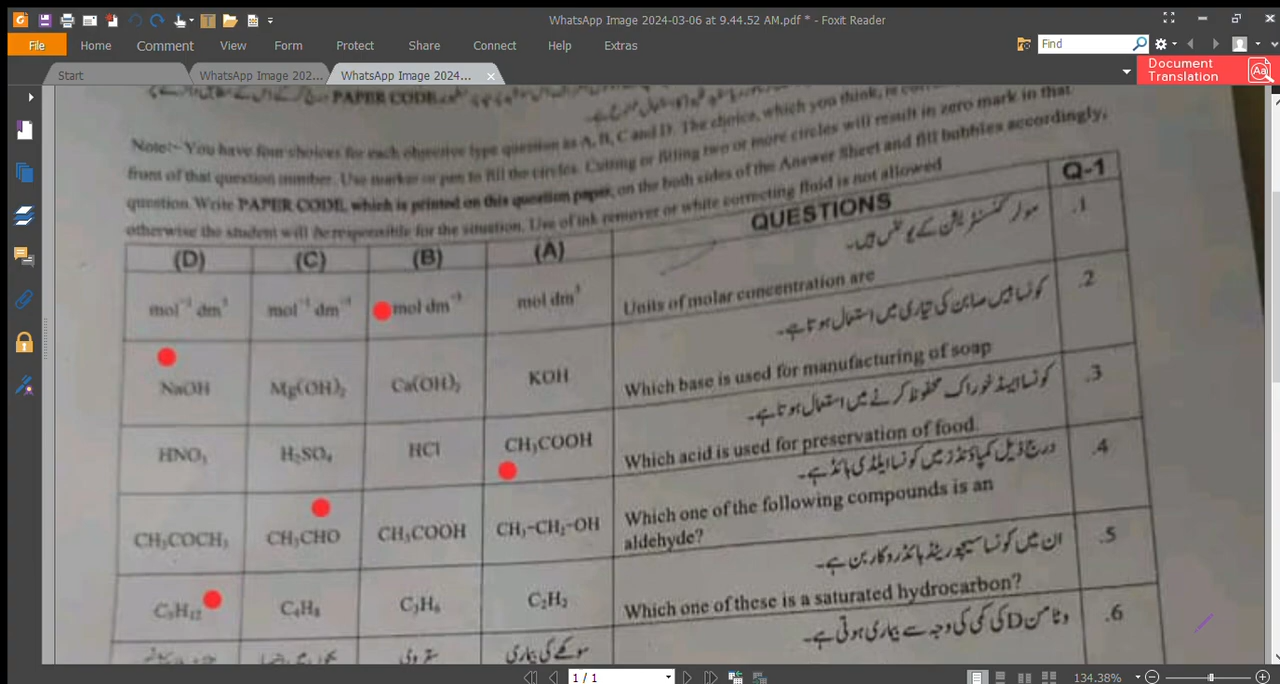 WhatsApp Image 2024-03-06 at 9.44.52 AM.pdf * - Foxit Reader
File Home Comment View Form Protect Share Connect Help Extras
Find
Start WhatsApp Image 202... WhatsApp Image 2024...
Document Translation
PAPER CODE
Note:- You have four choices for each objective type question as A, B, C and D. The choice, which you think, is
front of that question number. Use marker or pen to fill the circles. Cutting or filling two or more circles will result in zero mark in that
question. Write PAPER CODE, which is printed on this question paper, on the both sides of the Answer Sheet and fill bubbles accordingly,
otherwise the student will be responsible for the situation. Use of ink remover or white correcting fluid is not allowed
(D) (C) (B) (A) QUESTIONS Q-1
مولر کنسنٹریشن کے یونٹس ہیں۔ .1
mol⁻¹ dm³ mol⁻¹ dm⁻³ mol dm⁻³ mol dm³ Units of molar concentration are
کونسا بیس صابن کی تیاری میں استعمال ہوتا ہے۔ .2
NaOH Mg(OH)₂ Ca(OH)₂ KOH Which base is used for manufacturing of soap
کونسا ایسڈ خوراک محفوظ کرنے میں استعمال ہوتا ہے۔ .3
HNO₃ H₂SO₄ HCl CH₃COOH Which acid is used for preservation of food.
درج ذیل کمپاؤنڈز میں کونسا ایلڈی ہائڈ ہے۔ .4
CH₃COCH₃ CH₃CHO CH₃COOH CH₃-CH₂-OH Which one of the following compounds is an
aldehyde?
ان میں کونسا سیچوریٹڈ ہائڈروکاربن ہے۔ .5
C₅H₁₂ C₄H₈ C₃H₆ C₂H₂ Which one of these is a saturated hydrocarbon?
وٹامن D کی کمی کی وجہ سے بیماری ہوتی ہے۔ .6
سوکھے کی بیماری
1 / 1 134.38%